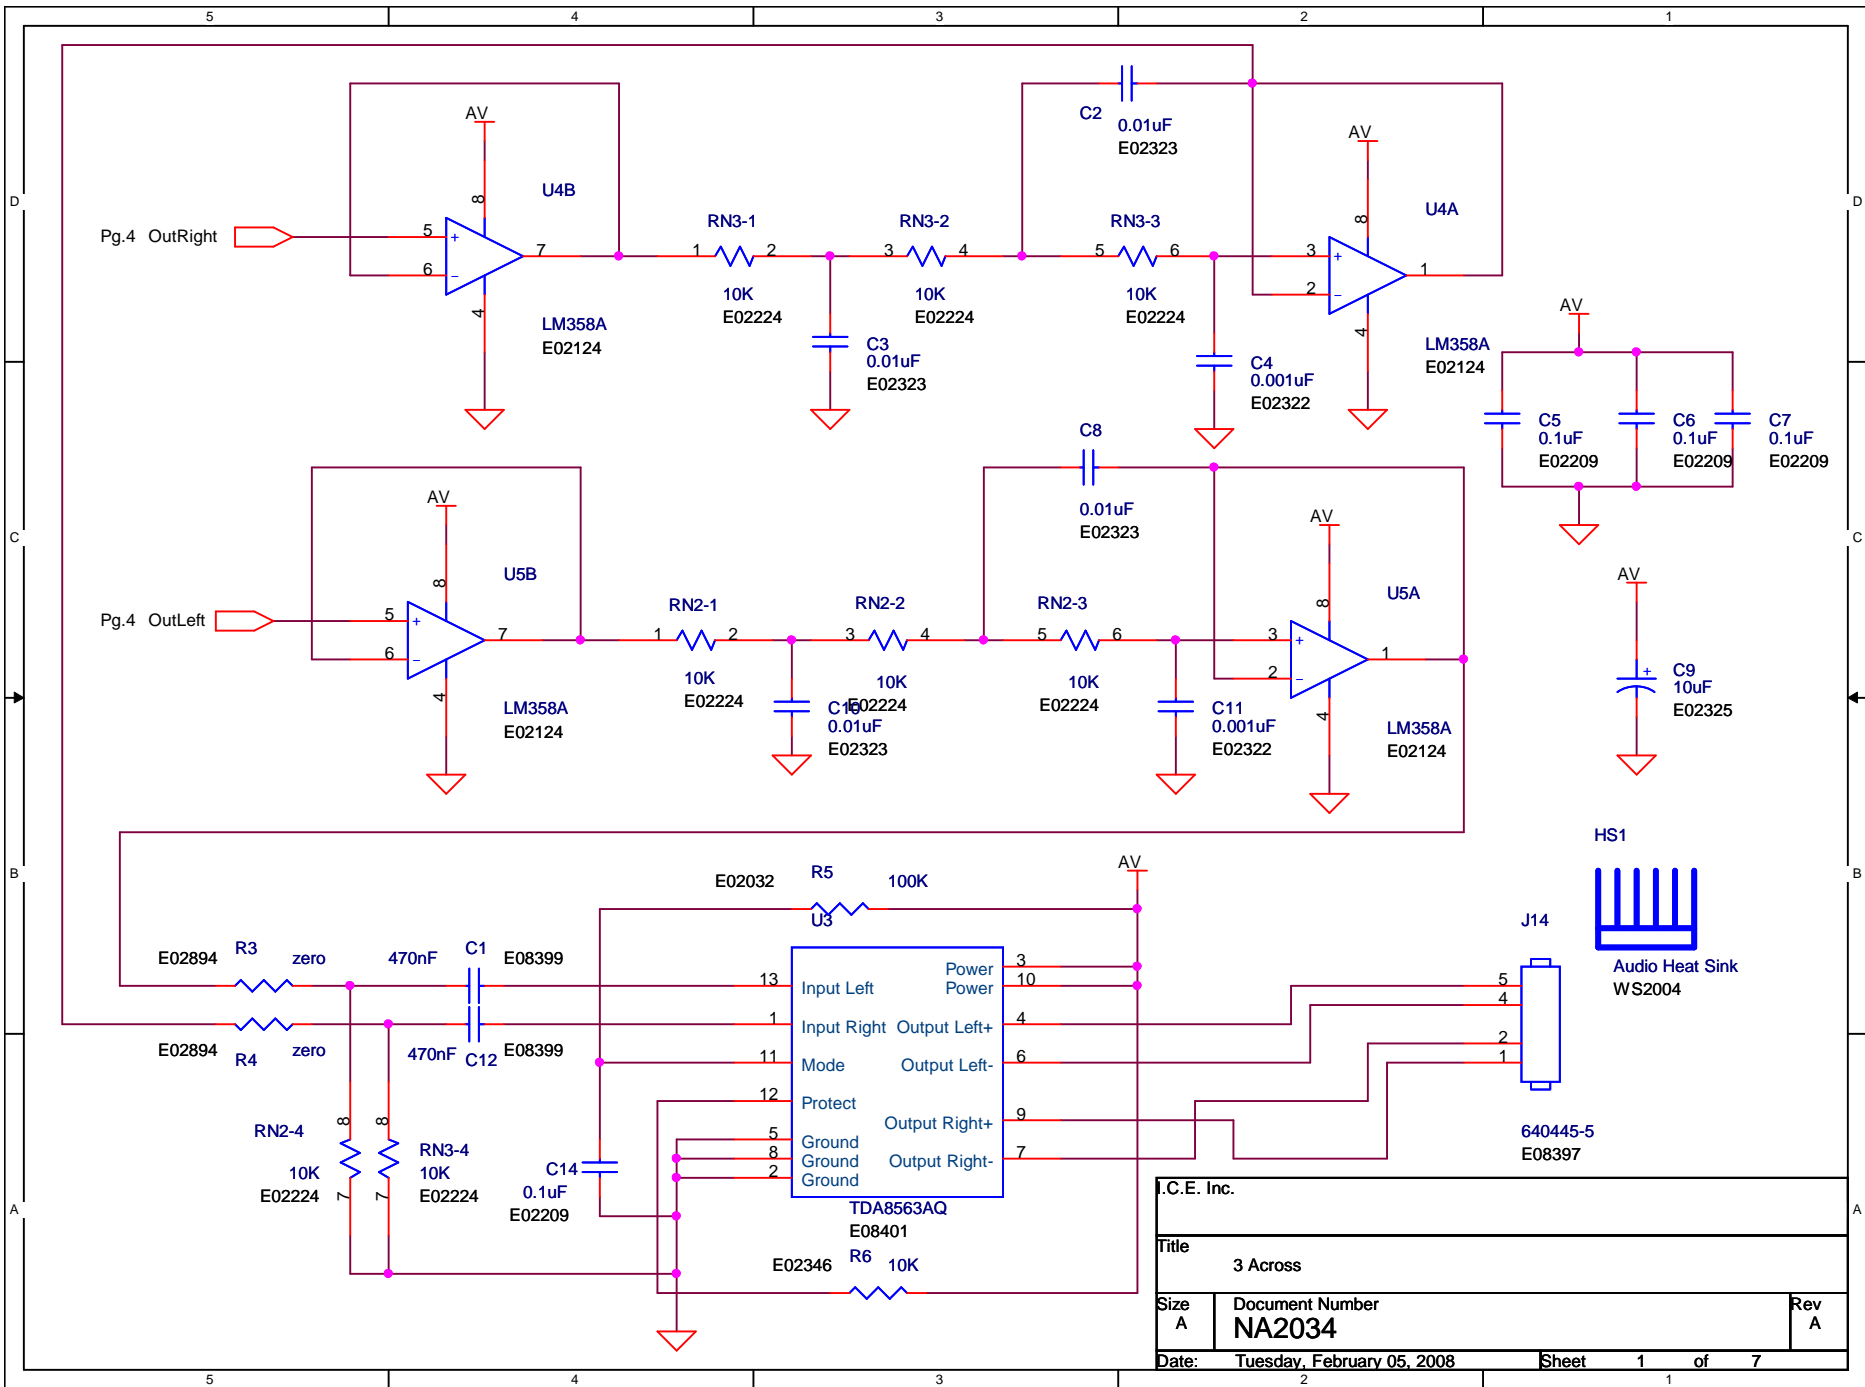 5 4 3 2 1
D D
C C
B B
A A
5 4 3 2 1
Pg.4 OutRight
AV
8
5
+
6
−
7
4
U4B
LM358A
E02124
RN3-1
1 2
10K
E02224
C3
0.01uF
E02323
RN3-2
3 4
10K
E02224
C2
0.01uF
E02323
RN3-3
5 6
10K
E02224
C4
0.001uF
E02322
AV
8
3
+
2
−
1
4
U4A
LM358A
E02124
AV
C5
0.1uF
E02209
C6
0.1uF
E02209
C7
0.1uF
E02209
Pg.4 OutLeft
AV
8
5
+
6
−
7
4
U5B
LM358A
E02124
RN2-1
1 2
10K
E02224
C10
0.01uF
E02323
RN2-2
3 4
10K
E02224
C8
0.01uF
E02323
RN2-3
5 6
10K
E02224
C11
0.001uF
E02322
AV
8
3
+
2
−
1
4
U5A
LM358A
E02124
AV
+
C9
10uF
E02325
HS1
Audio Heat Sink
WS2004
E02032 R5 100K
AV
E02894 R3 zero
470nF C1 E08399
E02894 R4 zero
470nF C12 E08399
RN2-4
8
10K
E02224
7
RN3-4
8
10K
E02224
7
C14
0.1uF
E02209
U3
13 Input Left
1 Input Right
11 Mode
12 Protect
5 Ground
8 Ground
2 Ground
Power 3
Power 10
Output Left+ 4
Output Left- 6
Output Right+ 9
Output Right- 7
TDA8563AQ
E08401
E02346 R6 10K
J14
5
4
2
1
640445-5
E08397
I.C.E. Inc.
Title
3 Across
Size
A
Document Number
NA2034
Rev
A
Date: Tuesday, February 05, 2008 Sheet 1 of 7